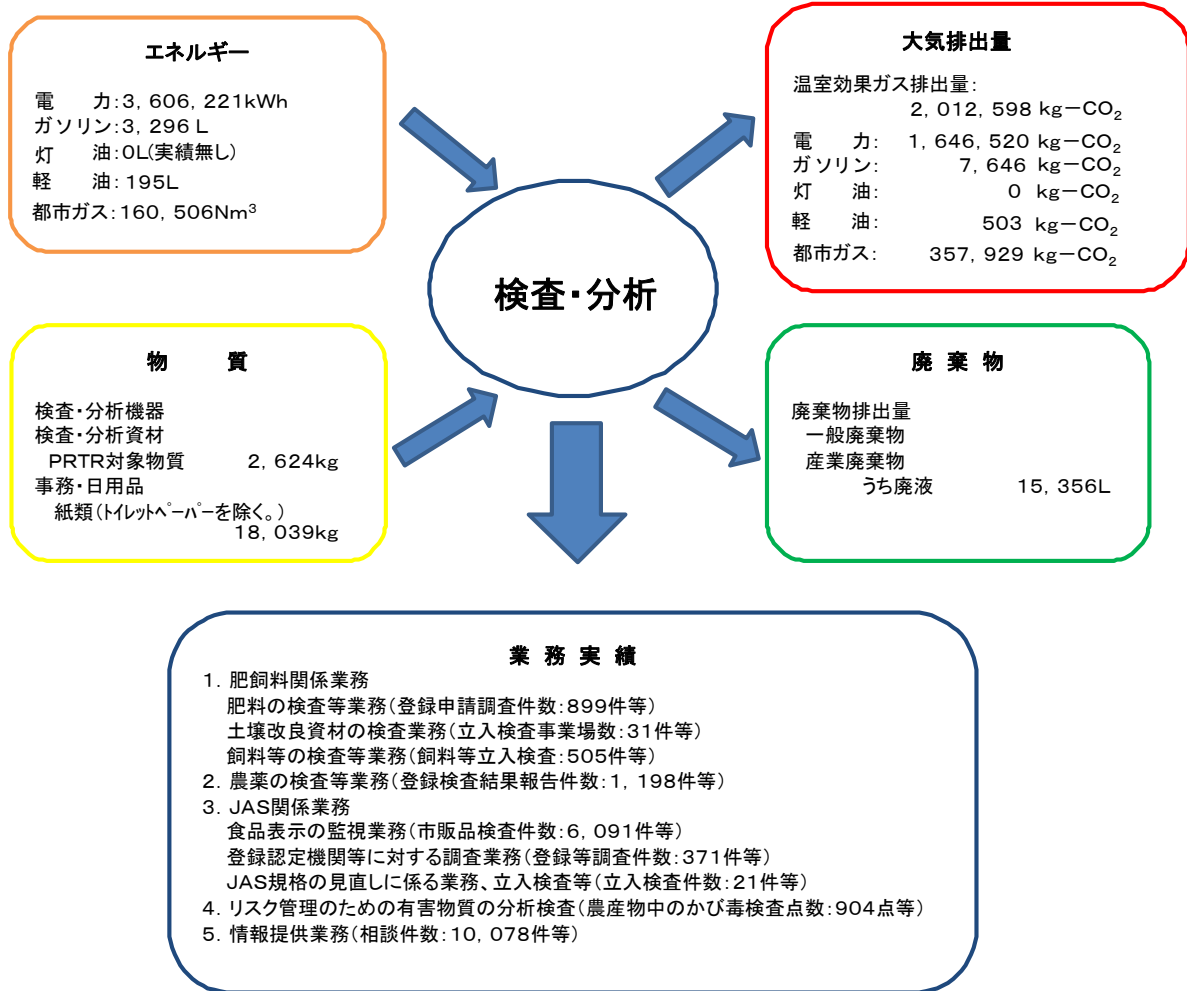 エネルギー
電　　力：3，606，221kWh
ガソリン：3，296 L
灯　　油：0L(実績無し)
軽　　油：195L
都市ガス：160，506Nm³
大気排出量
温室効果ガス排出量：
2，012，598 kg－CO₂
電　　力： 1，646，520 kg－CO₂
ガソリン： 7，646 kg－CO₂
灯　　油： 0 kg－CO₂
軽　　油： 503 kg－CO₂
都市ガス： 357，929 kg－CO₂
検査・分析
物　　質
検査・分析機器
検査・分析資材
PRTR対象物質　2，624kg
事務・日用品
紙類（ﾄｲﾚｯﾄﾍﾟｰﾊﾟｰを除く。）
18，039kg
廃 棄 物
廃棄物排出量
一般廃棄物
産業廃棄物
うち廃液　15，356L
業 務 実 績
1．肥飼料関係業務
肥料の検査等業務（登録申請調査件数：899件等）
土壌改良資材の検査業務（立入検査事業場数：31件等）
飼料等の検査等業務（飼料等立入検査：505件等）
2．農薬の検査等業務（登録検査結果報告件数：1，198件等）
3．JAS関係業務
食品表示の監視業務（市販品検査件数：6，091件等）
登録認定機関等に対する調査業務（登録等調査件数：371件等）
JAS規格の見直しに係る業務、立入検査等（立入検査件数：21件等）
4．リスク管理のための有害物質の分析検査（農産物中のかび毒検査点数：904点等）
5．情報提供業務（相談件数：10，078件等）